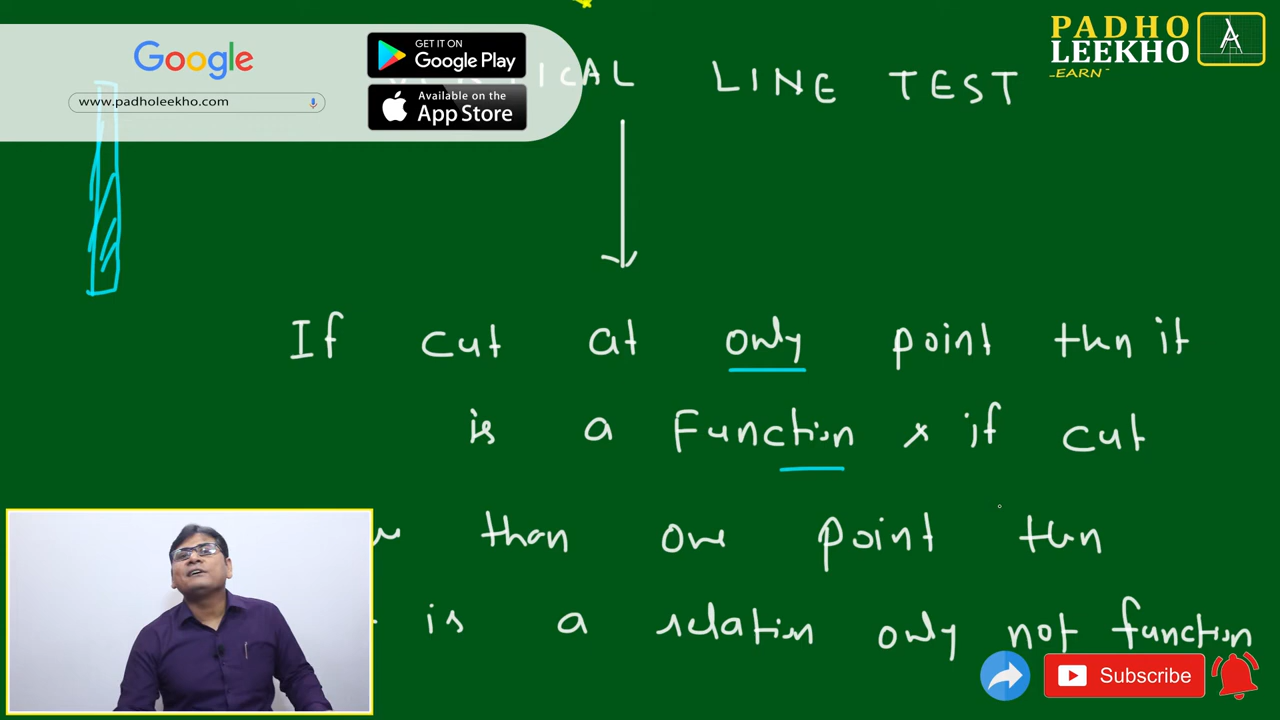 Google
www.padholeekho.com
GET IT ON
Google Play
Available on the
App Store
PADHO
LEEKHO
EARN
LINE TEST
If cut at only point then it
is a Function & if cut
than one point then
is a relation only not function
Subscribe